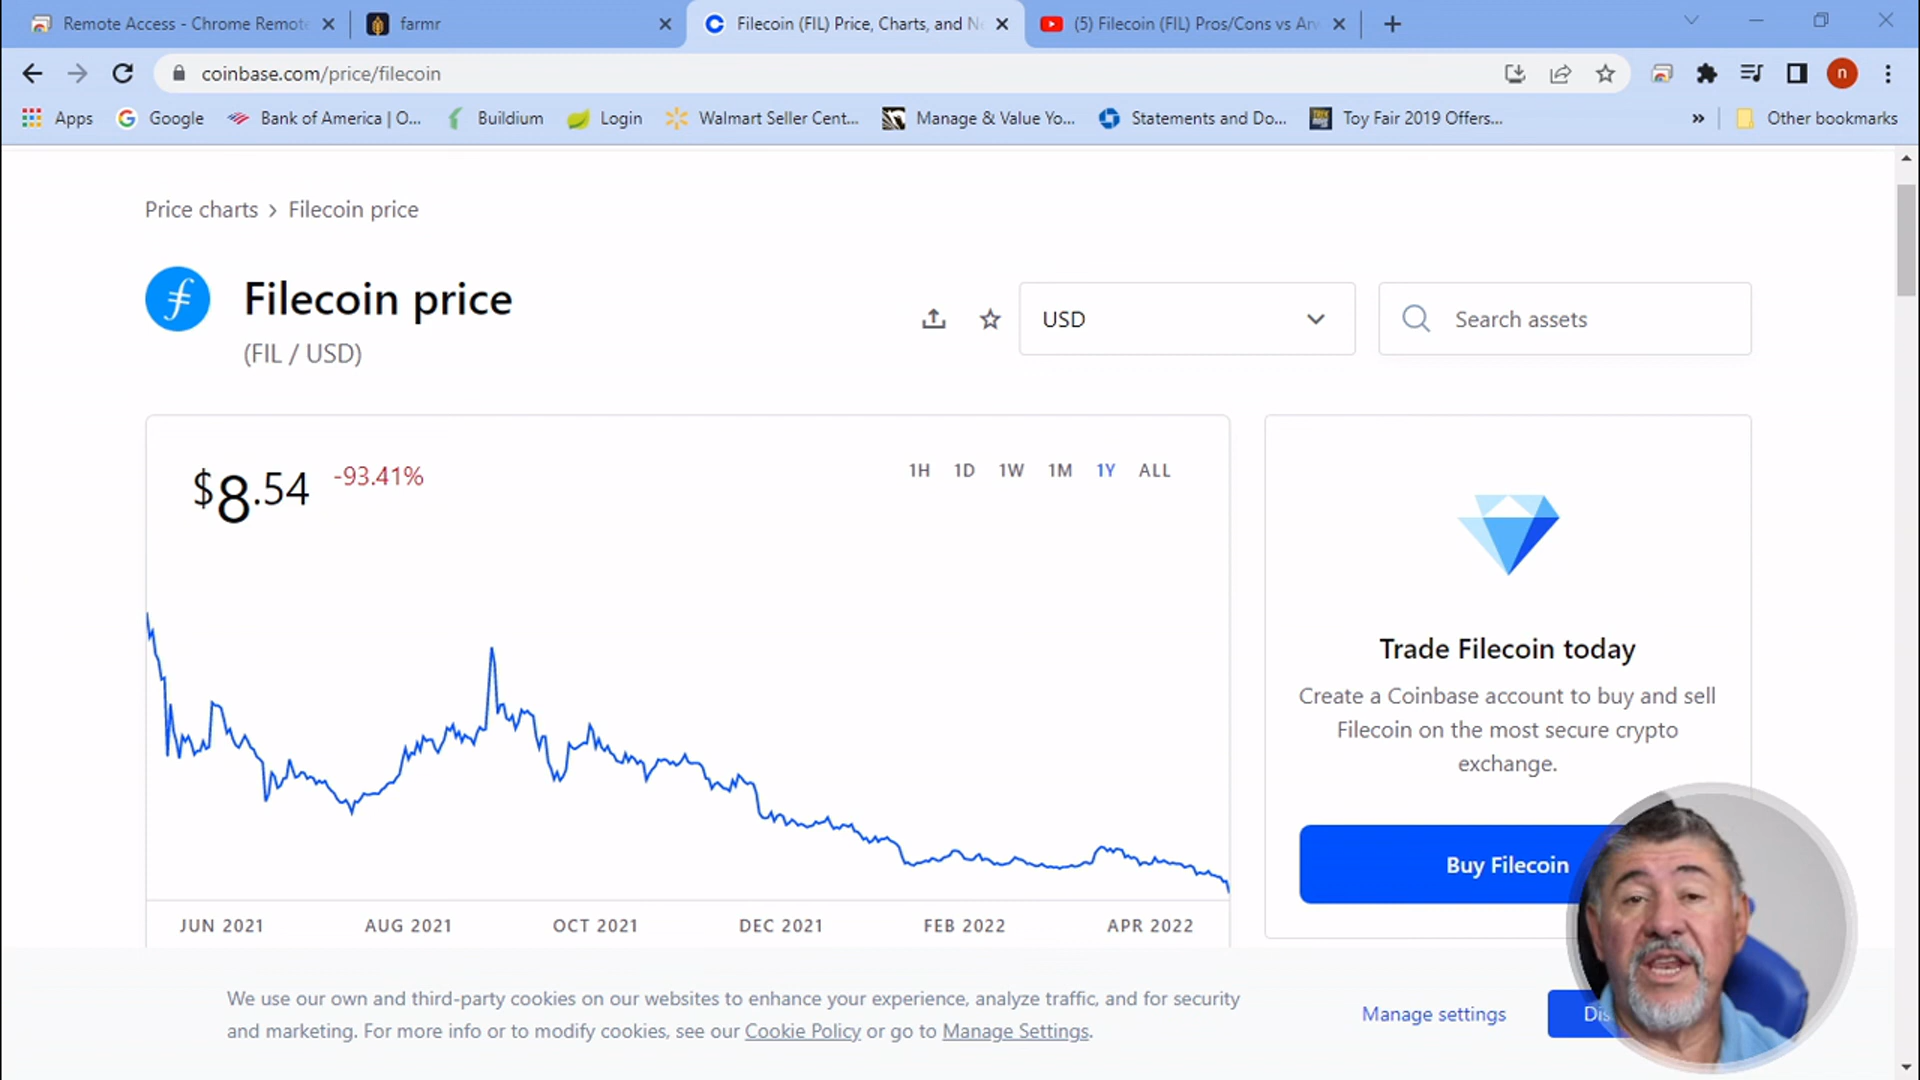 Remote Access - Chrome Remote
farmr
Filecoin (FIL) Price, Charts, and Ne
(5) Filecoin (FIL) Pros/Cons vs Arw
coinbase.com/price/filecoin
n
Apps
Google
Bank of America | O...
Buildium
Login
Walmart Seller Cent...
Manage & Value Yo...
Statements and Do...
Toy Fair 2019 Offers...
»
Other bookmarks
Price charts > Filecoin price
Filecoin price
(FIL / USD)
USD
Search assets
$8.54 -93.41%
1H 1D 1W 1M 1Y ALL
JUN 2021 AUG 2021 OCT 2021 DEC 2021 FEB 2022 APR 2022
Trade Filecoin today
Create a Coinbase account to buy and sell
Filecoin on the most secure crypto
exchange.
Buy Filecoin
We use our own and third-party cookies on our websites to enhance your experience, analyze traffic, and for security
and marketing. For more info or to modify cookies, see our Cookie Policy or go to Manage Settings.
Manage settings
Dis